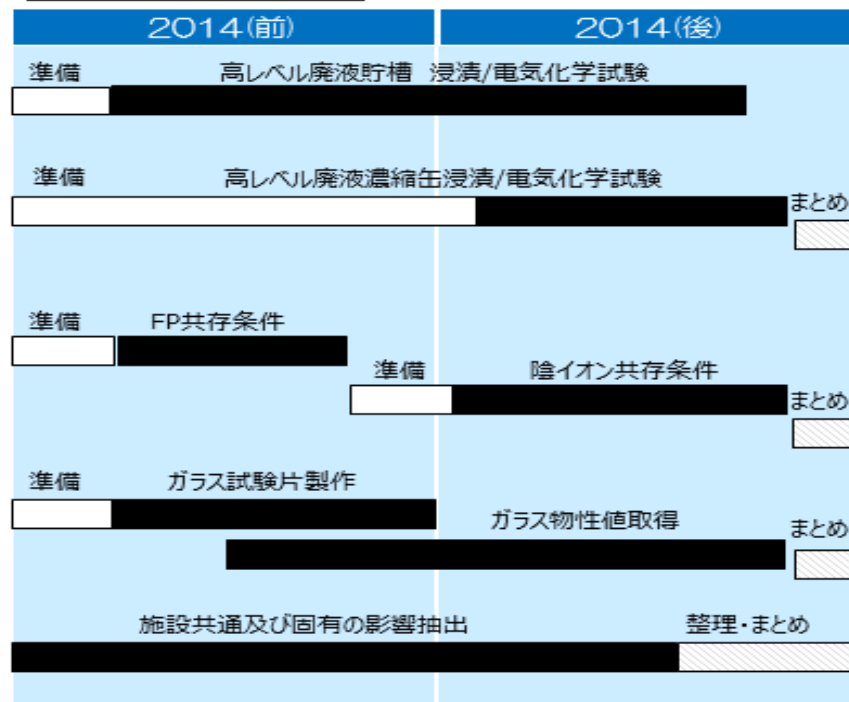 2014(前) 2014(後)
準備 高レベル廃液貯槽 浸漬/電気化学試験
準備 高レベル廃液濃縮缶浸漬/電気化学試験
まとめ
準備 FP共存条件
準備 陰イオン共存条件
まとめ
準備 ガラス試験片製作
ガラス物性値取得
まとめ
施設共通及び固有の影響抽出 整理・まとめ